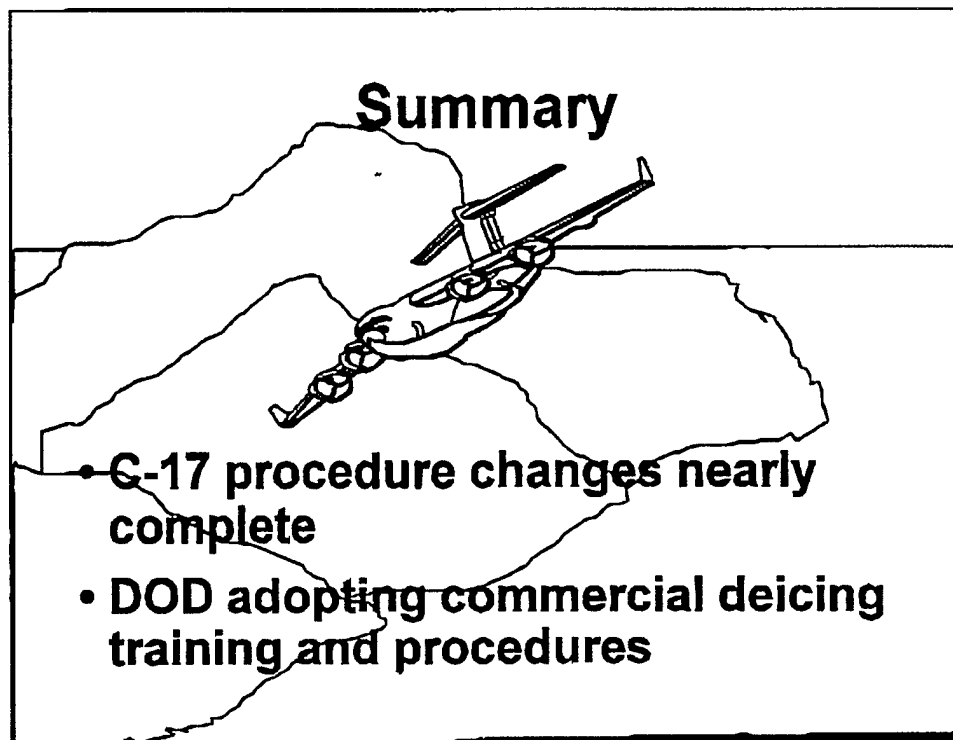 Summary
• C-17 procedure changes nearly
complete
• DOD adopting commercial deicing
training and procedures